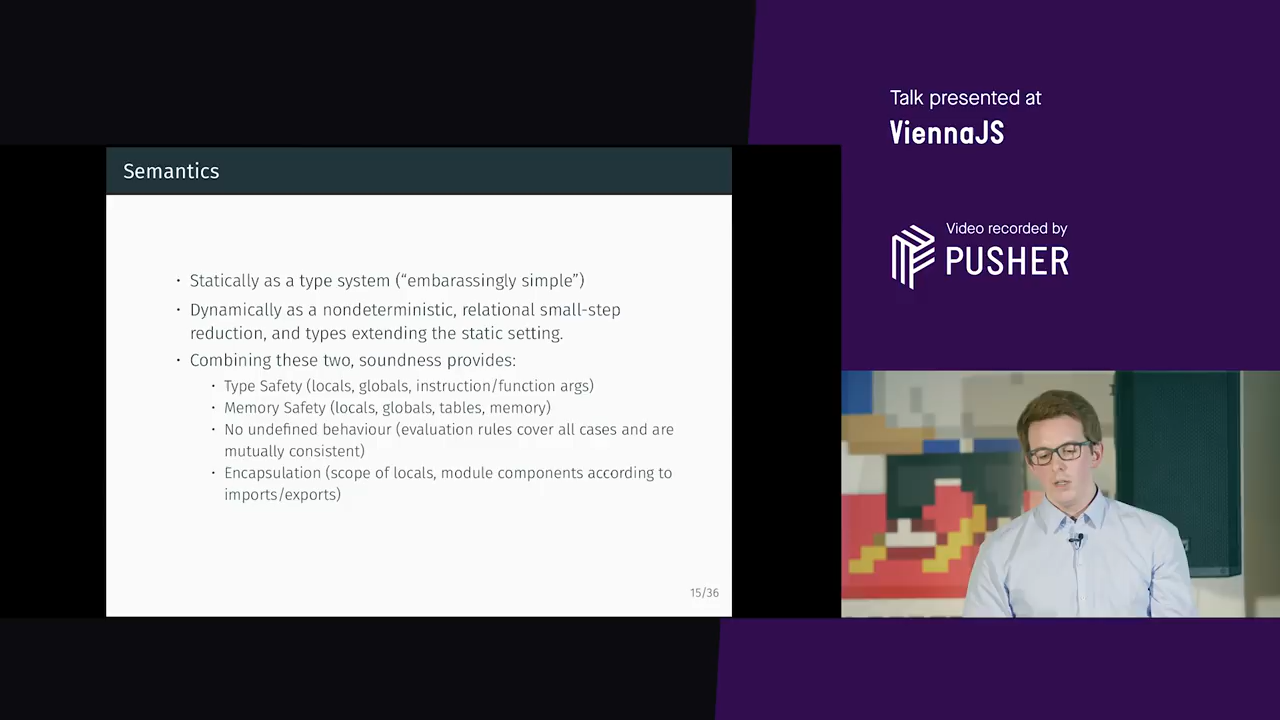 Semantics
· Statically as a type system (“embarassingly simple”)
· Dynamically as a nondeterministic, relational small-step
reduction, and types extending the static setting.
· Combining these two, soundness provides:
· Type Safety (locals, globals, instruction/function args)
· Memory Safety (locals, globals, tables, memory)
· No undefined behaviour (evaluation rules cover all cases and are
mutually consistent)
· Encapsulation (scope of locals, module components according to
imports/exports)
15/36
Talk presented at
ViennaJS
Video recorded by
PUSHER